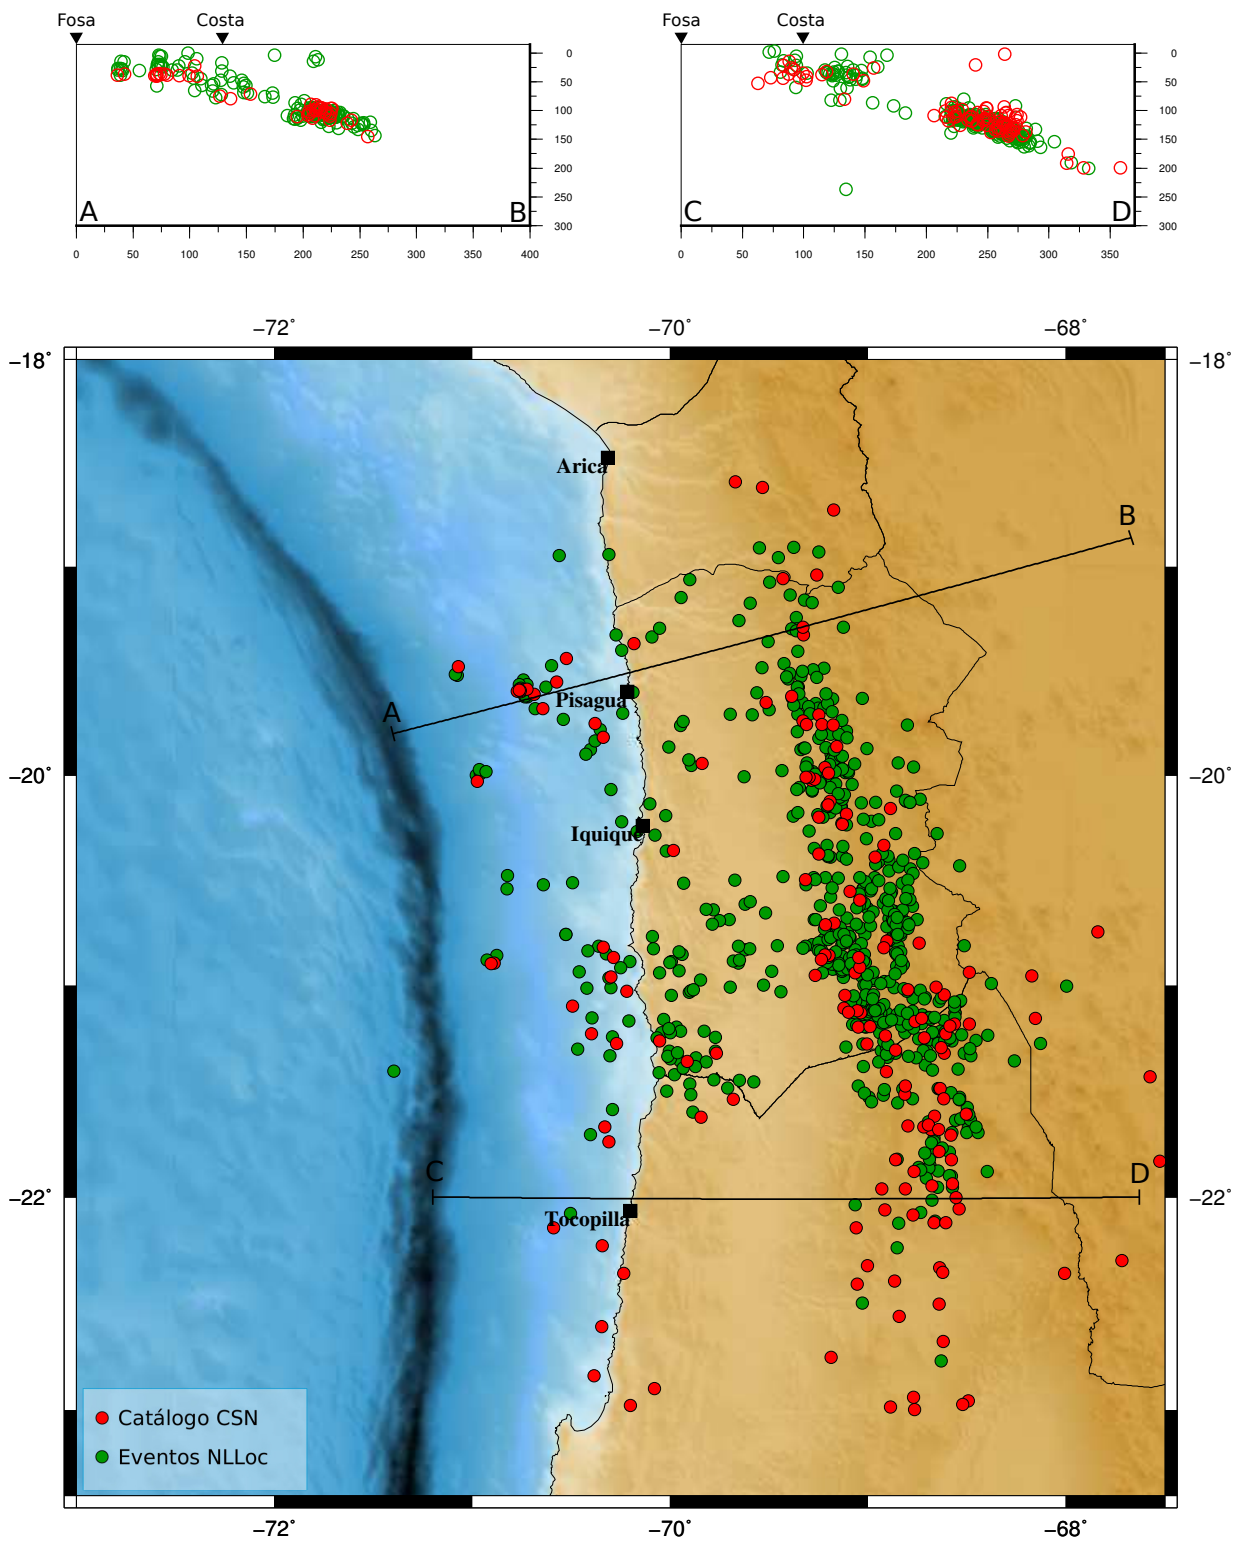 Fosa Costa Fosa Costa
0 0
50 50
100 100
150 150
200 200
250 250
A B 300 C D 300
0 50 100 150 200 250 300 350 400 0 50 100 150 200 250 300 350
−72˚ −70˚ −68˚
−18˚ −18˚
Arica
B
Pisagua
A
−20˚ −20˚
Iquique
C D
−22˚ −22˚
Tocopilla
Catálogo CSN
Eventos NLLoc
−72˚ −70˚ −68˚